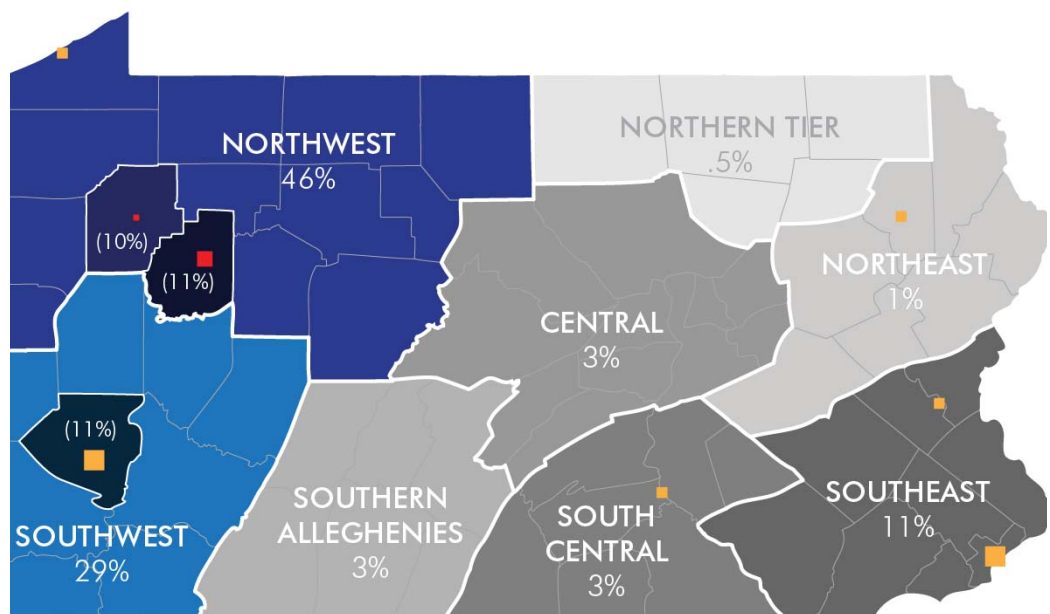 NORTHWEST
46%
(10%)
(11%)
NORTHERN TIER
.5%
NORTHEAST
1%
CENTRAL
3%
(11%)
SOUTHWEST
29%
SOUTHERN
ALLEGHENIES
3%
SOUTH
CENTRAL
3%
SOUTHEAST
11%